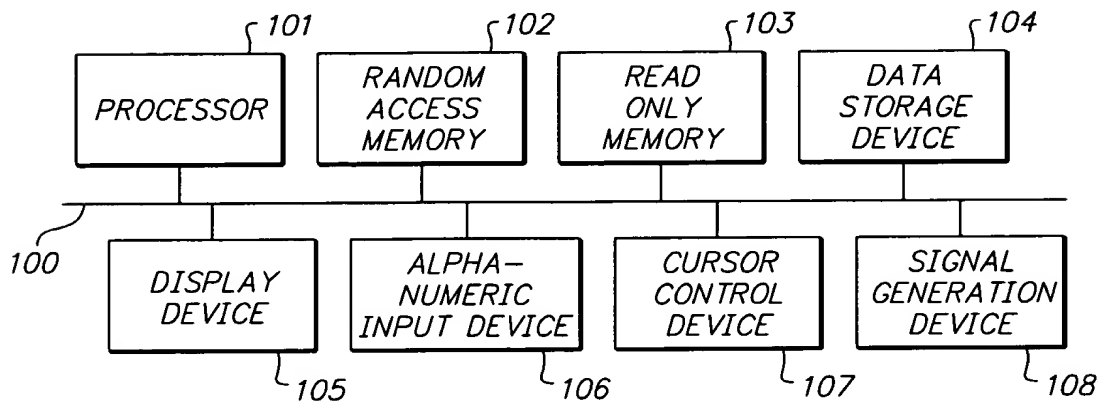 101
102
103
104
PROCESSOR
RANDOM
ACCESS
MEMORY
READ
ONLY
MEMORY
DATA
STORAGE
DEVICE
100
DISPLAY
DEVICE
ALPHA-
NUMERIC
INPUT DEVICE
CURSOR
CONTROL
DEVICE
SIGNAL
GENERATION
DEVICE
105
106
107
108